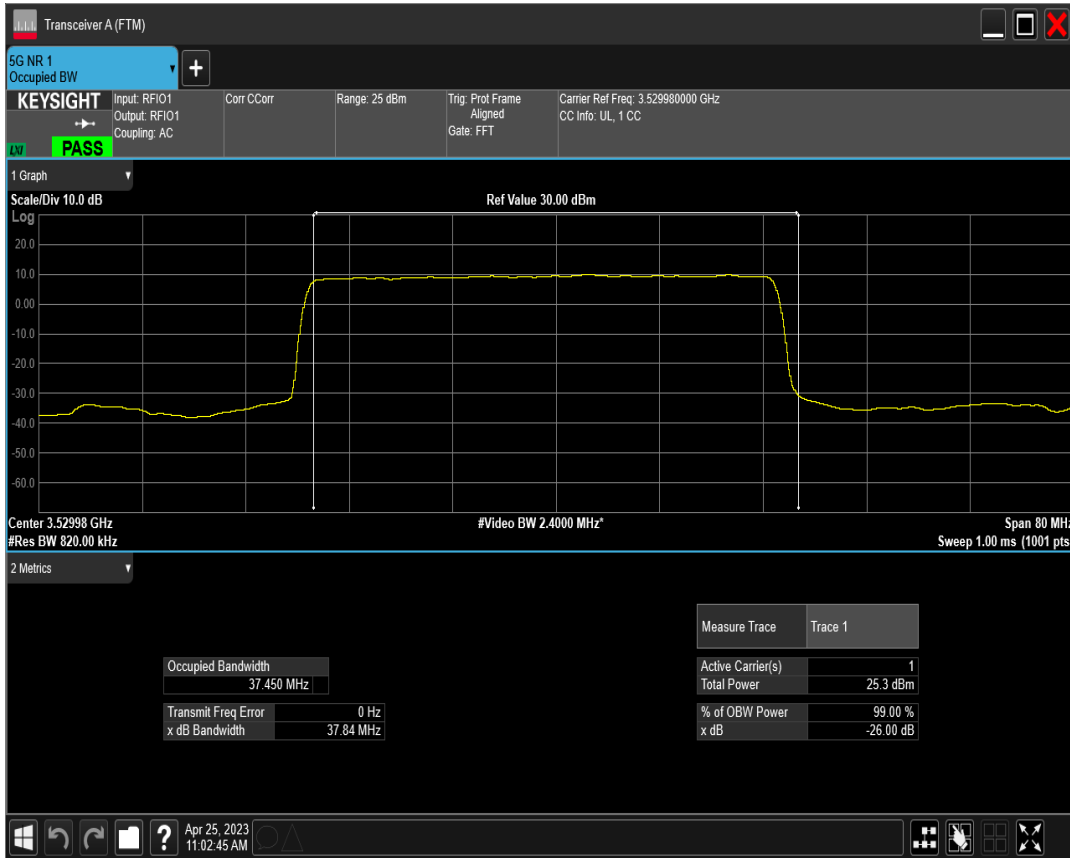 Transceiver A (FTM)
5G NR 1
Occupied BW
+
KEYSIGHT
LXI
PASS
Input: RFIO1
Output: RFIO1
Coupling: AC
Corr CCorr
Range: 25 dBm
Trig: Prot Frame
Aligned
Gate: FFT
Carrier Ref Freq: 3.529980000 GHz
CC Info: UL, 1 CC
1 Graph
Scale/Div 10.0 dB
Ref Value 30.00 dBm
Log
20.0
10.0
0.00
-10.0
-20.0
-30.0
-40.0
-50.0
-60.0
Center 3.52998 GHz
#Video BW 2.4000 MHz*
Span 80 MHz
#Res BW 820.00 kHz
Sweep 1.00 ms (1001 pts
2 Metrics
Measure Trace Trace 1
Occupied Bandwidth
37.450 MHz
Active Carrier(s) 1
Total Power 25.3 dBm
Transmit Freq Error 0 Hz
x dB Bandwidth 37.84 MHz
% of OBW Power 99.00 %
x dB -26.00 dB
?
Apr 25, 2023
11:02:45 AM